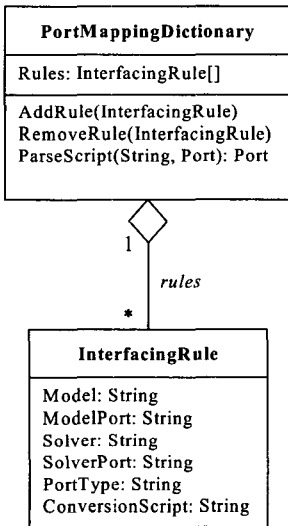 PortMappingDictionary
Rules: InterfacingRule[]
AddRule(InterfacingRule)
RemoveRule(InterfacingRule)
ParseScript(String, Port): Port
1
rules
*
InterfacingRule
Model: String
ModelPort: String
Solver: String
SolverPort: String
PortType: String
ConversionScript: String